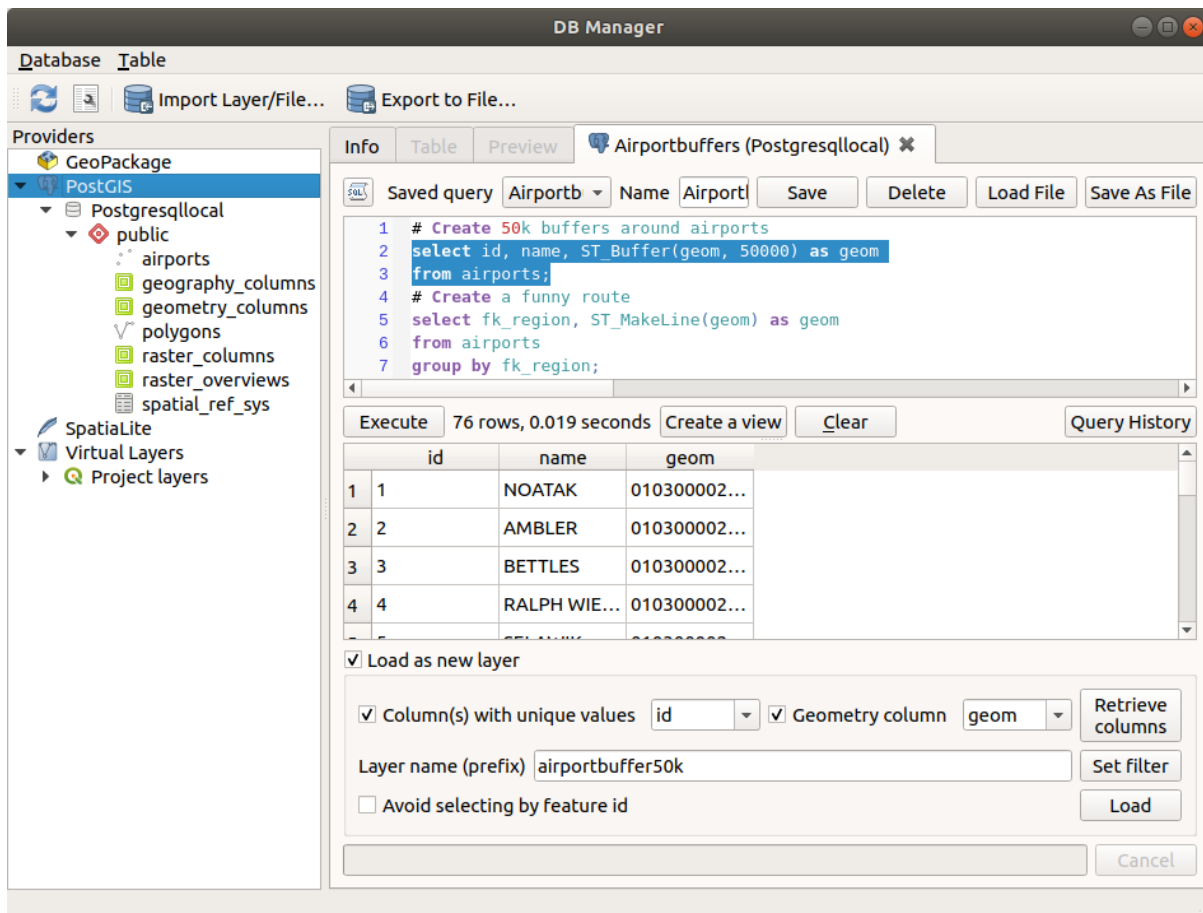 DB Manager
Database Table
Import Layer/File... Export to File...
Providers
GeoPackage
PostGIS
Postgresqllocal
public
airports
geography_columns
geometry_columns
polygons
raster_columns
raster_overviews
spatial_ref_sys
SpatiaLite
Virtual Layers
Project layers
Info Table Preview Airportbuffers (Postgresqllocal)
SQL Saved query Airportb Name Airportl Save Delete Load File Save As File
1 # Create 50k buffers around airports
2 select id, name, ST_Buffer(geom, 50000) as geom
3 from airports;
4 # Create a funny route
5 select fk_region, ST_MakeLine(geom) as geom
6 from airports
7 group by fk_region;
Execute 76 rows, 0.019 seconds Create a view Clear Query History
id name geom
1 1 NOATAK 010300002...
2 2 AMBLER 010300002...
3 3 BETTLES 010300002...
4 4 RALPH WIE... 010300002...
Load as new layer
Column(s) with unique values id Geometry column geom Retrieve columns
Layer name (prefix) airportbuffer50k Set filter
Avoid selecting by feature id Load
Cancel